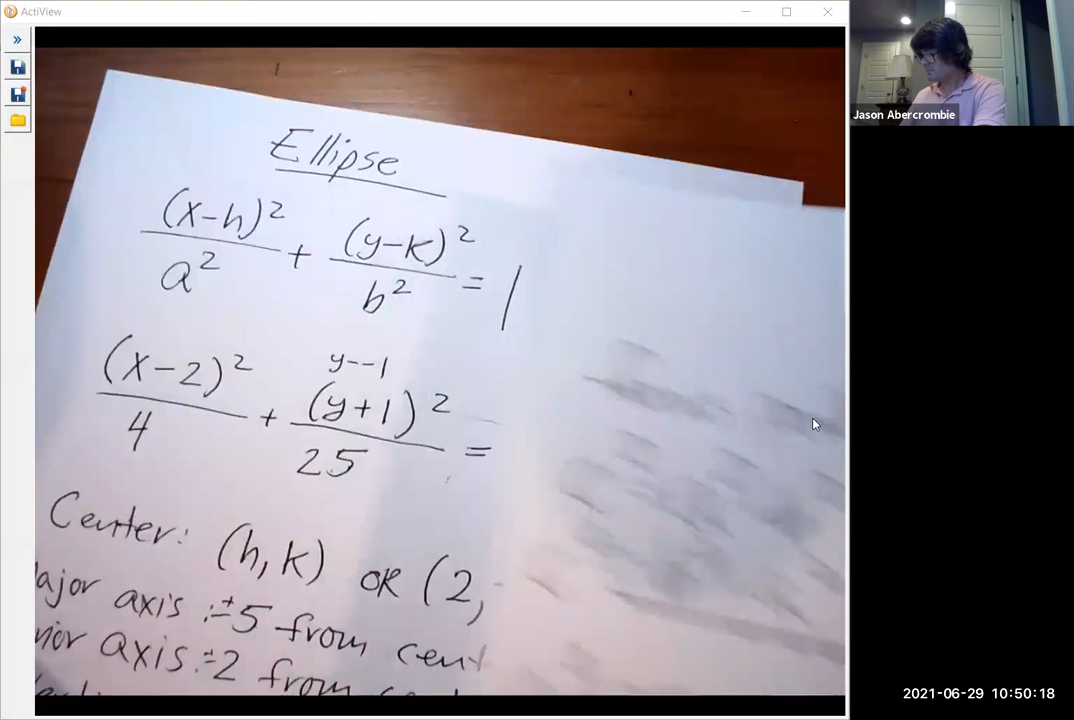 ActiView
Jason Abercrombie
Ellipse
(x-h)² / a² + (y-k)² / b² = 1
y--1
(x-2)² / 4 + (y+1)² / 25 =
Center: (h, k) OR (2,
ajor axis: ±5 from cent
nor axis: ±2 from
2021-06-29 10:50:18